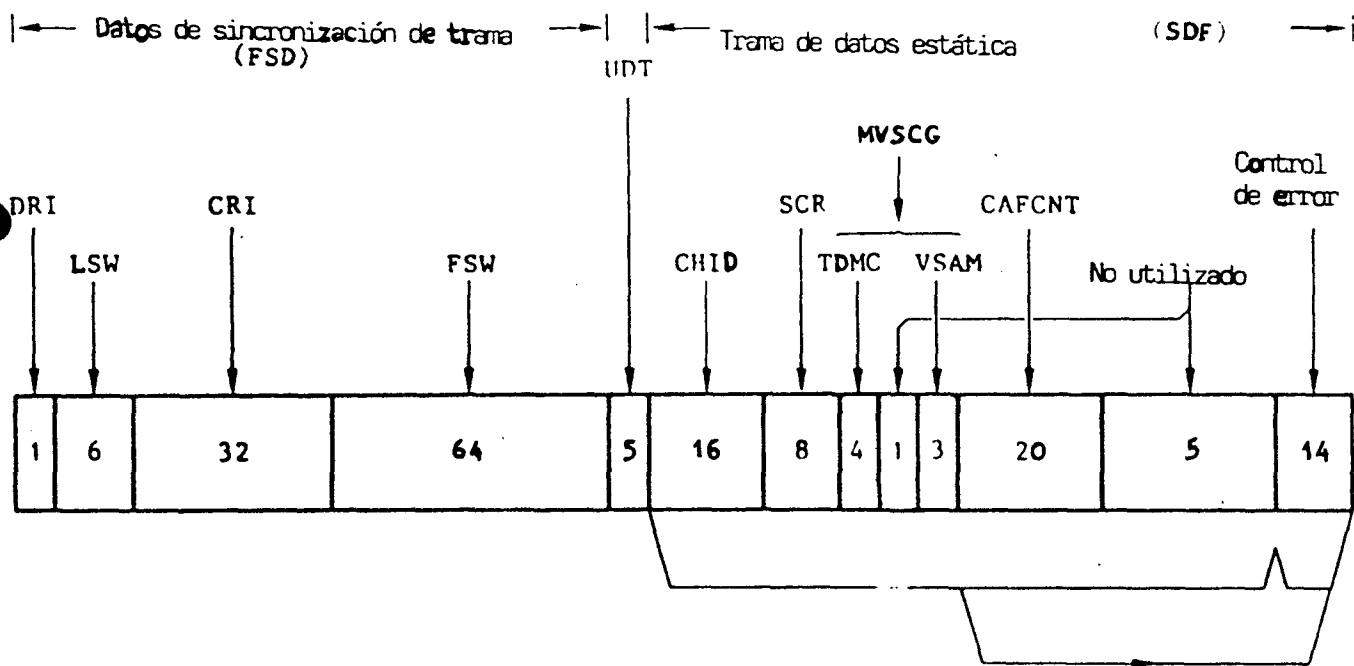 Datos de sincronización de trama
(FSD)
UDT
Trama de datos estática
(SDF)
MVSCG
Control
de error
DRI
CRI
SCR
CAFCNT
LSW
FSW
CHID
TDMC
VSAM
No utilizado
1
6
32
64
5
16
8
4
1
3
20
5
14